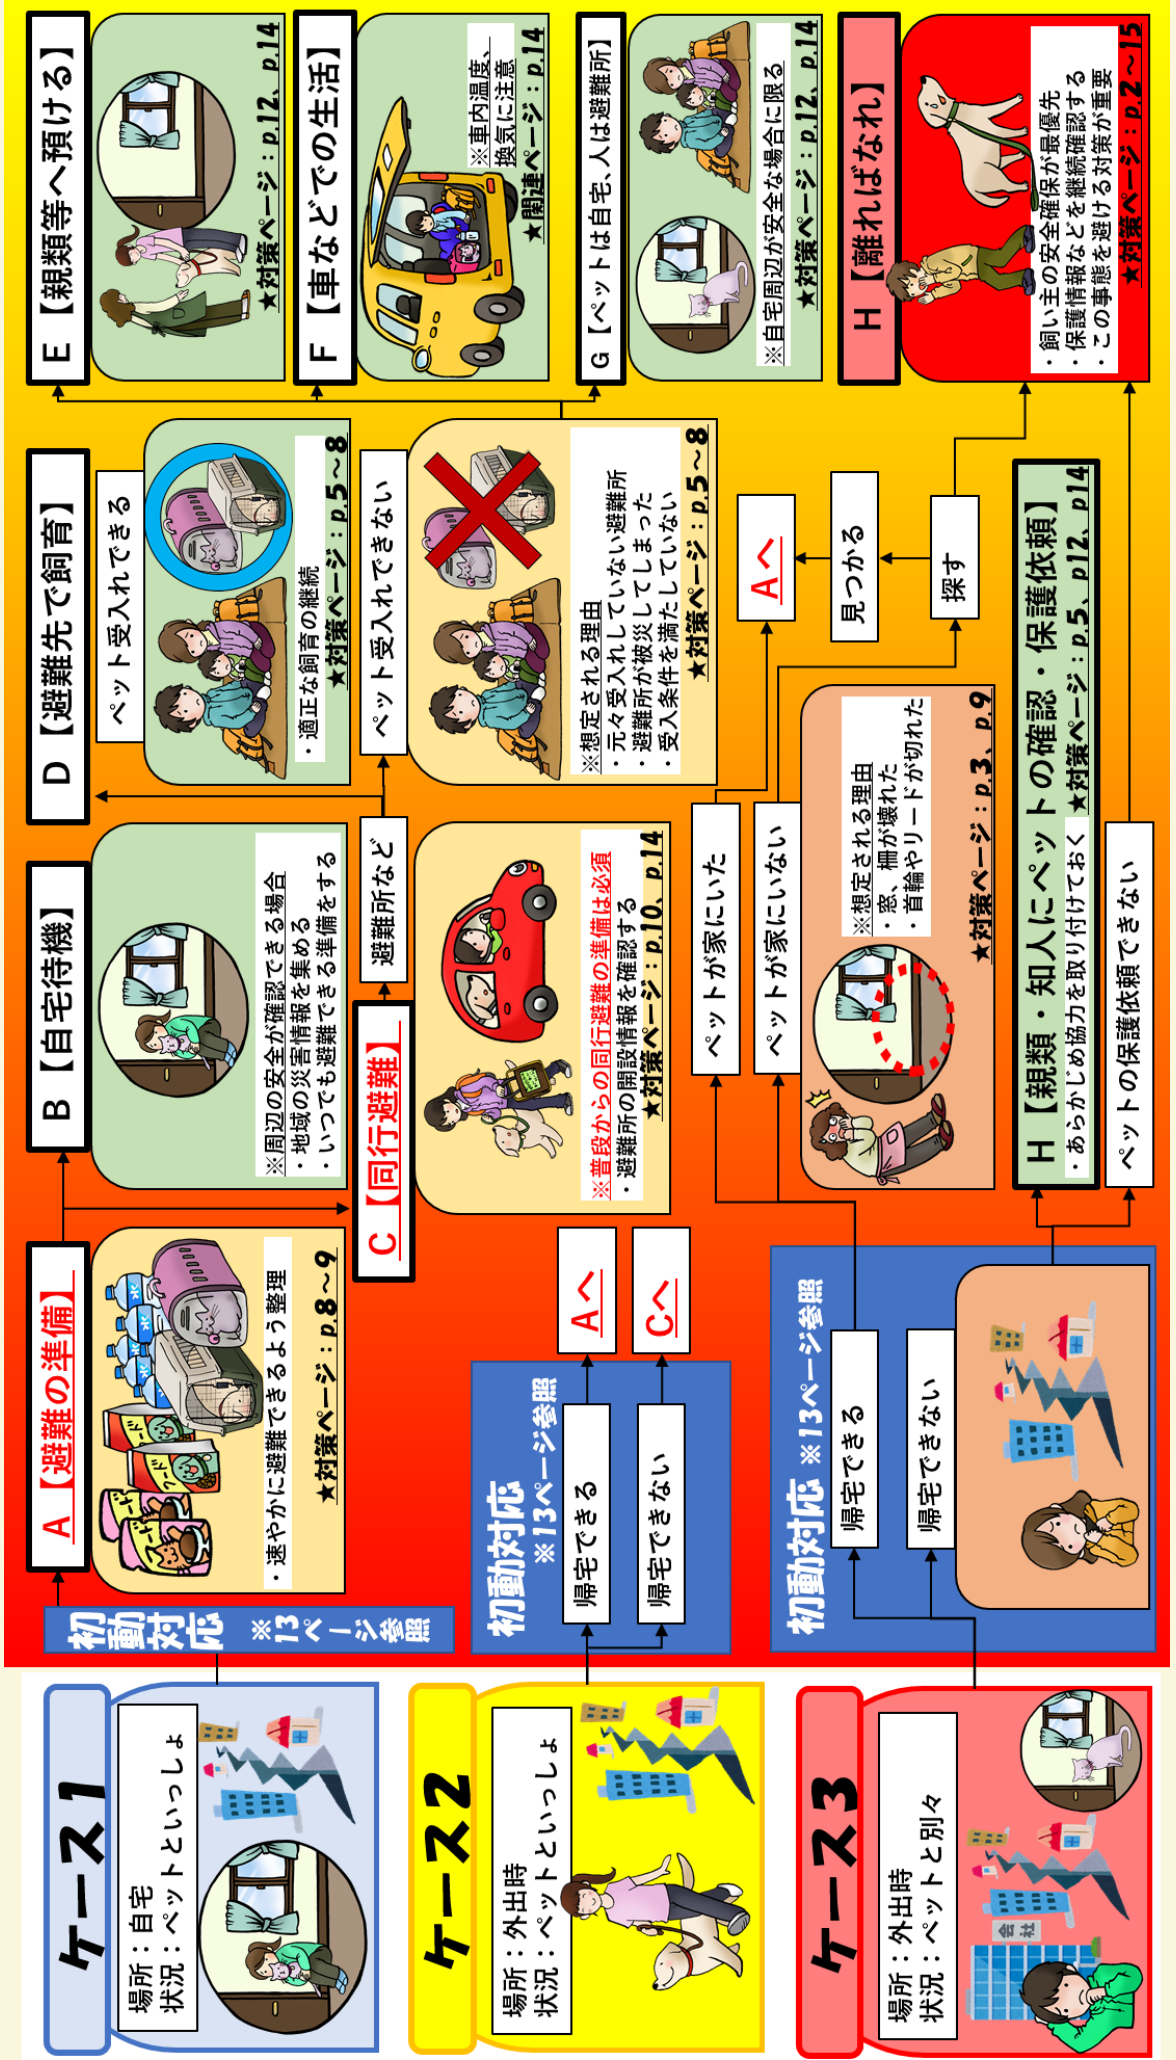 ケース1
場所：自宅
状況：ペットといっしょ
初動対応
※13ページ参照
A【避難の準備】
・速やかに避難できるよう整理
★対策ページ：p.8～9
B【自宅待機】
※周辺の安全が確認できる場合
・地域の災害情報を集める
・いつでも避難できる準備をする
C【同行避難】
※普段からの同行避難の準備は必須
・避難所の開設情報を確認する
★対策ページ：p.10、p.14
避難所など
D【避難先で飼育】
ペット受入れできる
・適正な飼育の継続
★対策ページ：p.5～8
ペット受入れできない
※想定される理由
・元々受入れしていない避難所
・避難所が被災してしまった
・受入条件を満たしていない
★対策ページ：p.5～8
E【親類等へ預ける】
★対策ページ：p.12、p.14
F【車などでの生活】
※車内温度、
換気に注意
★関連ページ：p.14
G【ペットは自宅、人は避難所】
※自宅周辺が安全な場合に限る
★対策ページ：p.12、p.14
H【離ればなれ】
・飼い主の安全確保が最優先
・保護情報などを継続確認する
・この事態を避ける対策が重要
★対策ページ：p.2～15
ケース2
場所：外出時
状況：ペットといっしょ
初動対応
※13ページ参照
帰宅できる
帰宅できない
Aへ
Cへ
ケース3
場所：外出時
状況：ペットと別々
会社
初動対応 ※13ページ参照
帰宅できる
帰宅できない
ペットが家にいた
ペットが家にいない
※想定される理由
・窓、柵が壊れた
・首輪やリードが切れた
★対策ページ：p.3、p.9
Aへ
見つかる
探す
H【親類・知人にペットの確認・保護依頼】
・あらかじめ協力を取り付けておく ★対策ページ：p.5、p12、p14
ペットの保護依頼できない